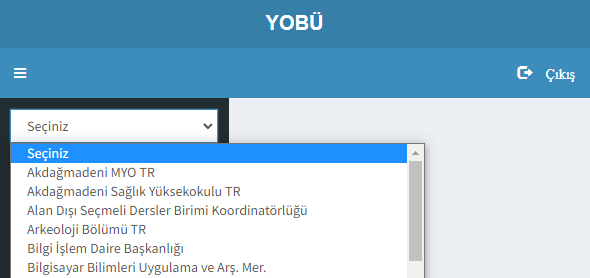 YOBÜ
Çıkış
Seçiniz
Seçiniz
Akdağmadeni MYO TR
Akdağmadeni Sağlık Yüksekokulu TR
Alan Dışı Seçmeli Dersler Birimi Koordinatörlüğü
Arkeoloji Bölümü TR
Bilgi İşlem Daire Başkanlığı
Bilgisayar Bilimleri Uygulama ve Arş. Mer.